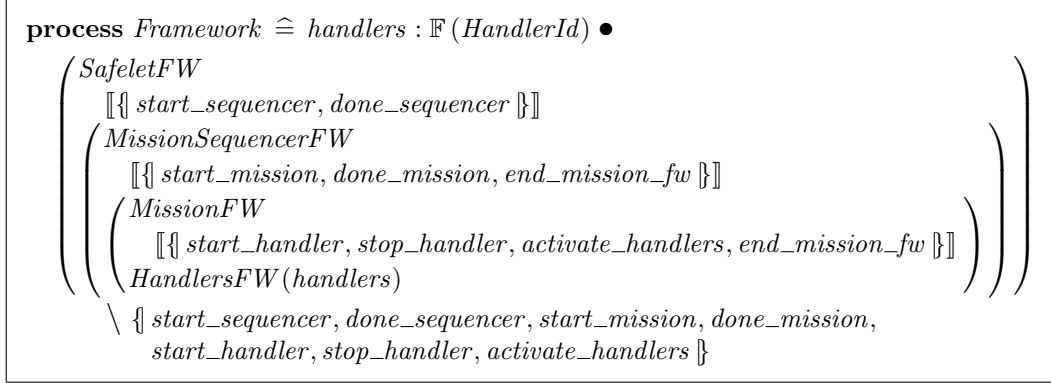 process Framework ≙ handlers : 𝔽 (HandlerId) •
SafeletFW
⟦{| start_sequencer, done_sequencer |}⟧
MissionSequencerFW
⟦{| start_mission, done_mission, end_mission_fw |}⟧
MissionFW
⟦{| start_handler, stop_handler, activate_handlers, end_mission_fw |}⟧
HandlersFW(handlers)
\ {| start_sequencer, done_sequencer, start_mission, done_mission,
start_handler, stop_handler, activate_handlers |}